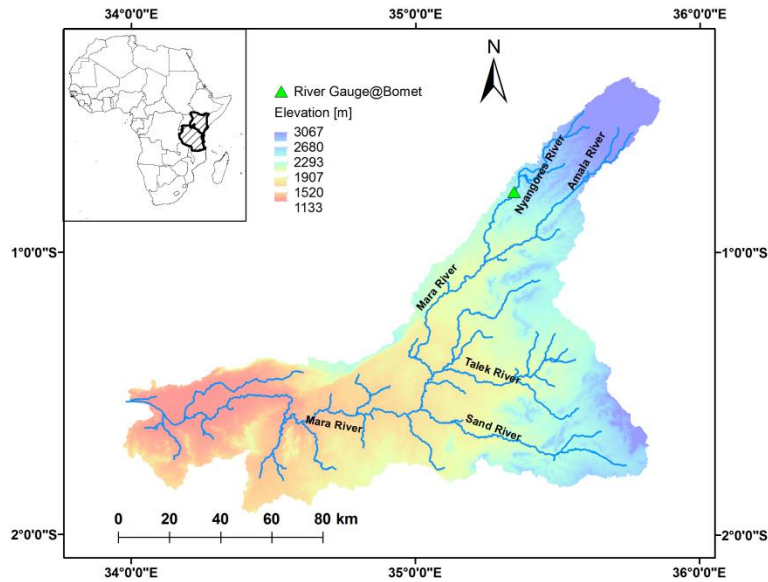 34°0'0"E 35°0'0"E 36°0'0"E
N
River Gauge@Bomet
Elevation [m]
3067
2680
2293
1907
1520
1133
Nyangores River
Amala River
1°0'0"S 1°0'0"S
Mara River
Talek River
Sand River
Mara River
0 20 40 60 80 km
2°0'0"S 2°0'0"S
34°0'0"E 35°0'0"E 36°0'0"E